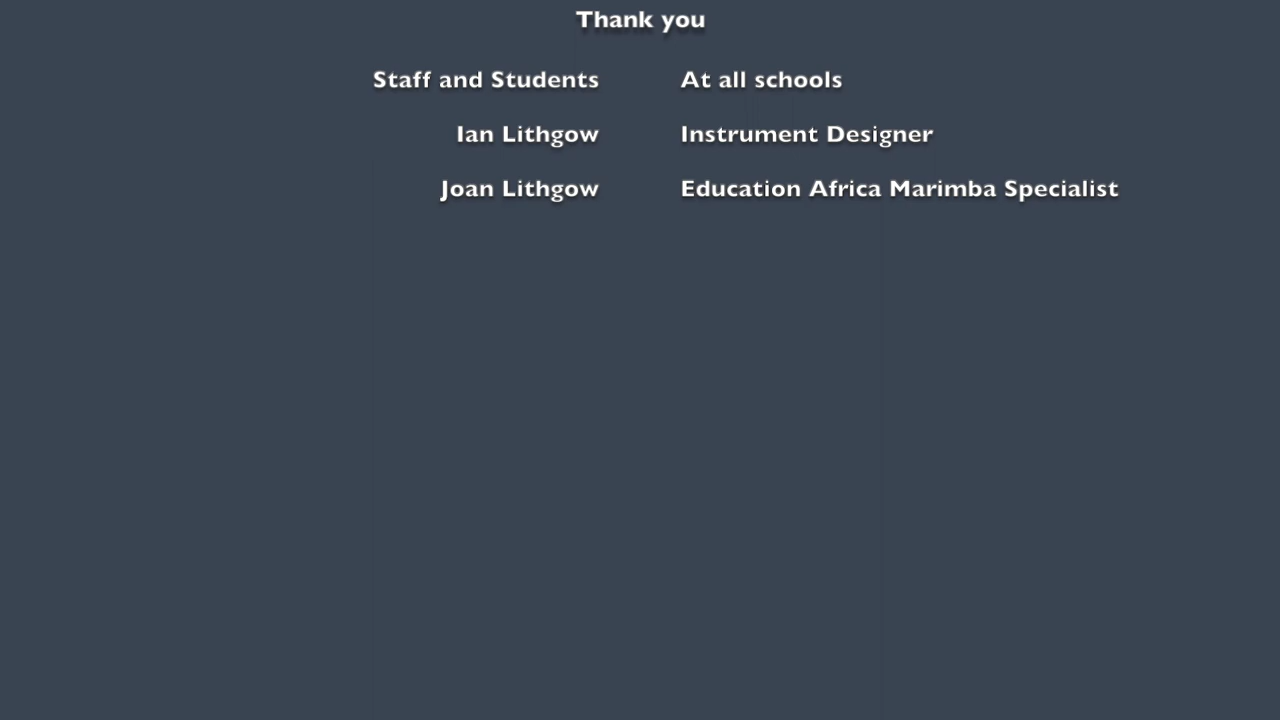 Thank you
Staff and Students At all schools
Ian Lithgow Instrument Designer
Joan Lithgow Education Africa Marimba Specialist